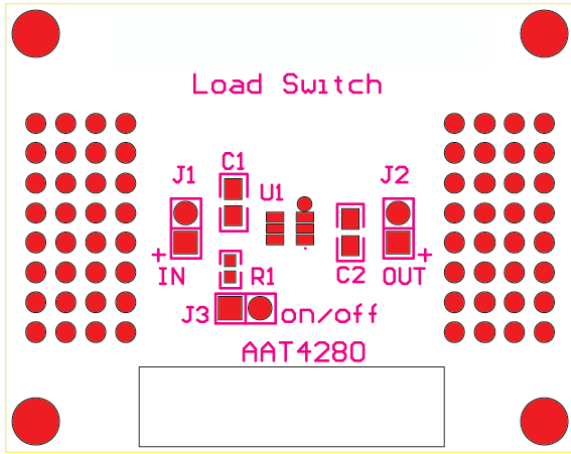 Load Switch
C1
J1
J2
U1
+
IN
R1
C2
+
OUT
J3
on/off
AAT4280